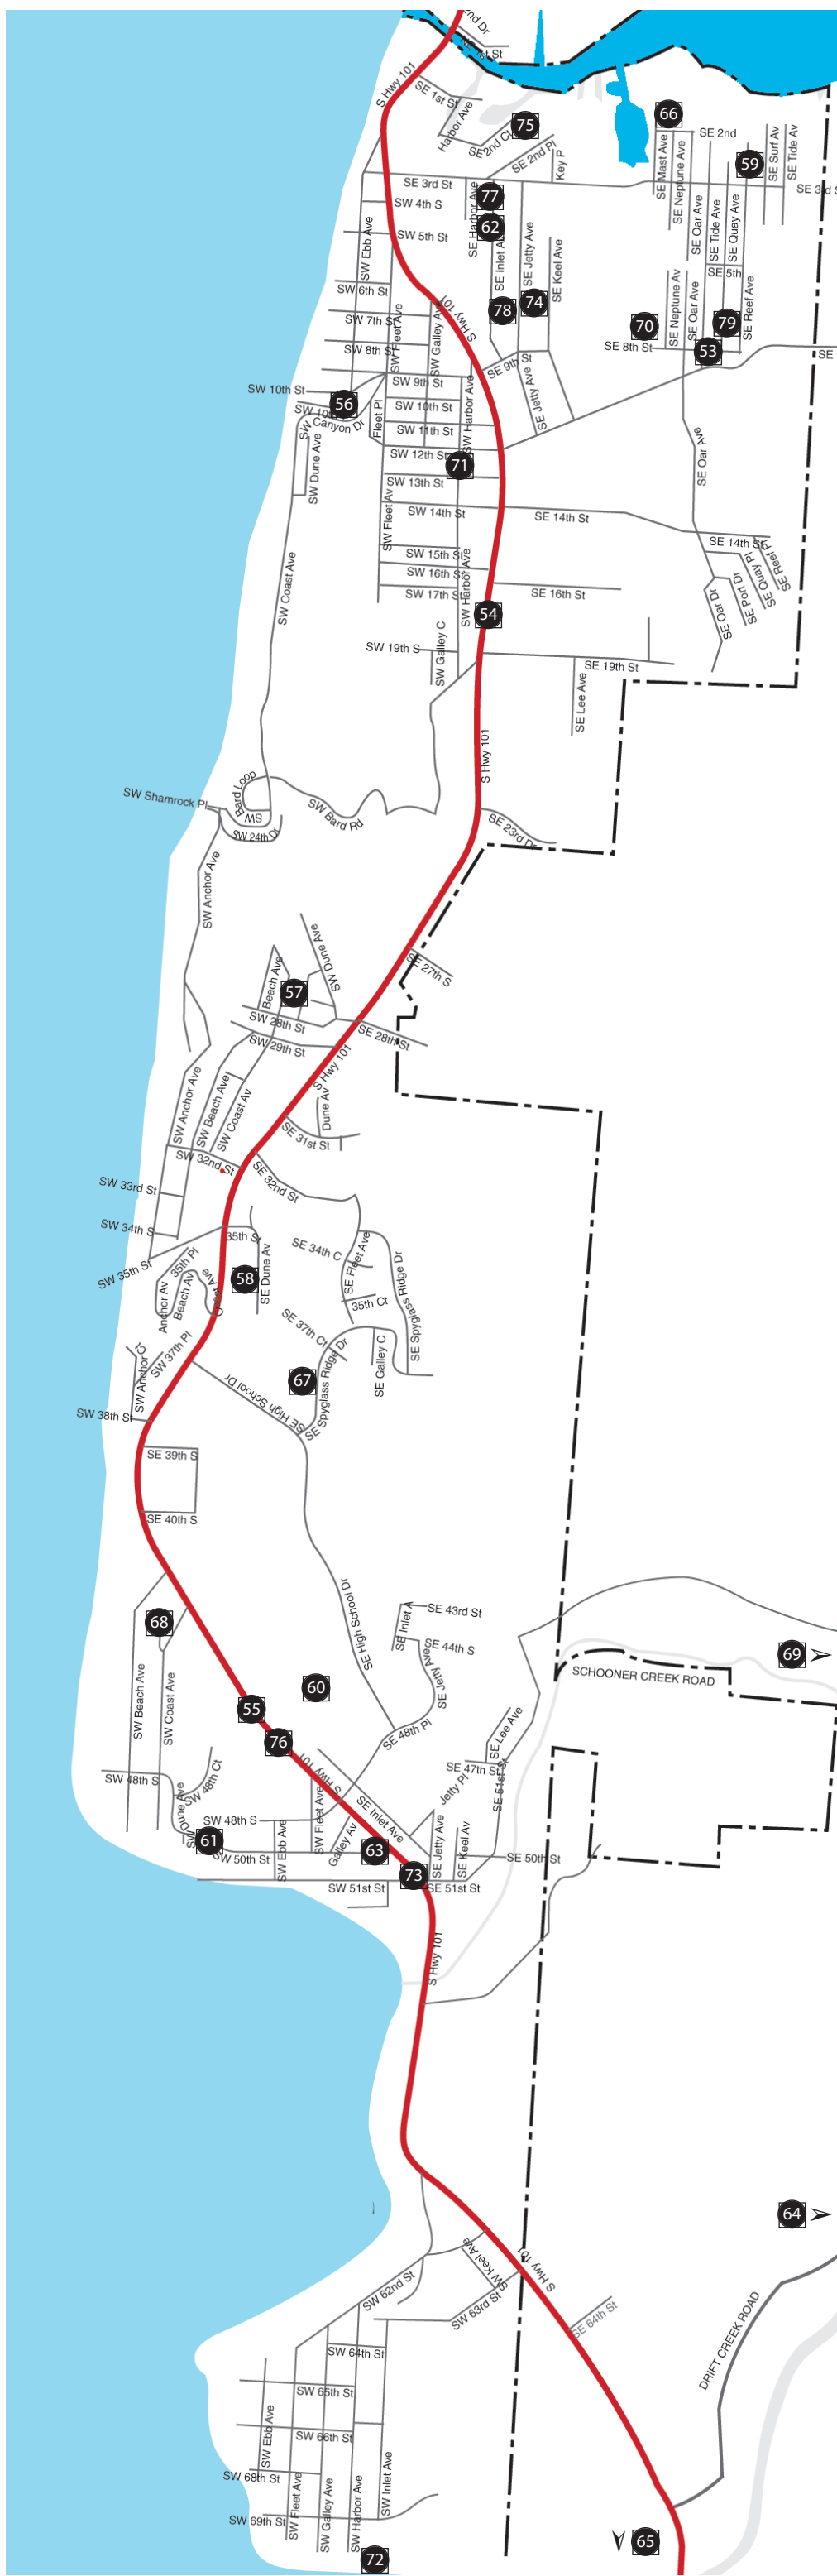 2nd Dr
S Hwy 101
SE 1st St
Harbor Ave
SE 2nd Ct
75
SE 2nd Pl
Key P
66
SE 2nd
SE Mast Ave
SE Neptune Ave
59
SE Surf Av
SE Tide Av
SE 3rd St
SE 3rd S
SW 4th S
77
SE Harbor Ave
62
SW 5th St
SW Ebb Ave
SE Inlet A
SE Jetty Ave
SE Keel Ave
SE Oar Ave
SE Tide Ave
SE Quay Ave
SE 5th
SW 6th St
SW 7th St
SW 8th St
SW Fleet Ave
SW Galley Ave
S Hwy 101
78
74
70
SE Neptune Av
SE Oar Ave
79
SE Reef Ave
SE 8th St
53
SE
SE 9th St
SE Jetty Ave
SW 9th St
SW 10th St
SW 10th
56
SW Canyon Dr
Fleet Pl
SW 10th St
SW 11th St
SW Harbor Ave
SW 12th St
71
SW 13th St
SW Dune Ave
SE Oar Ave
SW Fleet Av
SW 14th St
SE 14th St
SE 14th St
SW 15th St
SW 16th St
SW 17th St
SW Harbor Ave
SE 16th St
SE Reef Pl
SE Quay Pl
SE Port Dr
SE Oar Dr
SW Coast Ave
54
SW 19th S
SW Galley C
SE 19th St
SE Lee Ave
S Hwy 101
SW Shamrock Pl
SW Bard Loop
SW 24th Dr
SW Bard Rd
SE 23rd Dr
SW Anchor Ave
SW Dune Ave
Beach Ave
57
SE 27th S
SW 28th St
SE 28th St
SW 29th St
S Hwy 101
SW Anchor Ave
SW Beach Ave
SW Coast Av
Dune Av
SE 31st St
SW 32nd St
SE 32nd St
SW 33rd St
SW 34th S
35th St
SE 34th C
SE Fleet Ave
SW 35th St
35th Pl
58
SE Dune Av
SE Spyglass Ridge Dr
Anchor Av
Beach Av
35th Ct
SE 37th Ct
SW 37th Pl
SW Anchor Ct
SE High School Dr
67
SE Spyglass Ridge Dr
SE Galley C
SW 38th St
SE 39th S
SE 40th S
SE High School Dr
SE Inlet A
SE 43rd St
SE 44th S
SE Jetty Ave
68
69
SCHOONER CREEK ROAD
SW Beach Ave
SW Coast Ave
60
55
76
SE 48th Pl
SE Lee Ave
SE 47th St
SE 51st St
Jetty Pl
SW 48th S
SW 48th Ct
S Hwy 101
SE Inlet Ave
SW Dune Ave
SW 48th S
SW Fleet Ave
Galley Av
61
SW 50th St
SW Ebb Ave
63
SE Jetty Ave
SE Keel Av
SE 50th St
73
SW 51st St
SE 51st St
S Hwy 101
64
SW Keel Ave
S Hwy 101
SW 62nd St
SW 63rd St
SE 64th St
DRIFT CREEK ROAD
SW 64th St
SW 65th St
SW Ebb Ave
SW 66th St
SW 68th St
SW Fleet Ave
SW Galley Ave
SW Harbor Ave
SW Inlet Ave
SW 69th St
72
65